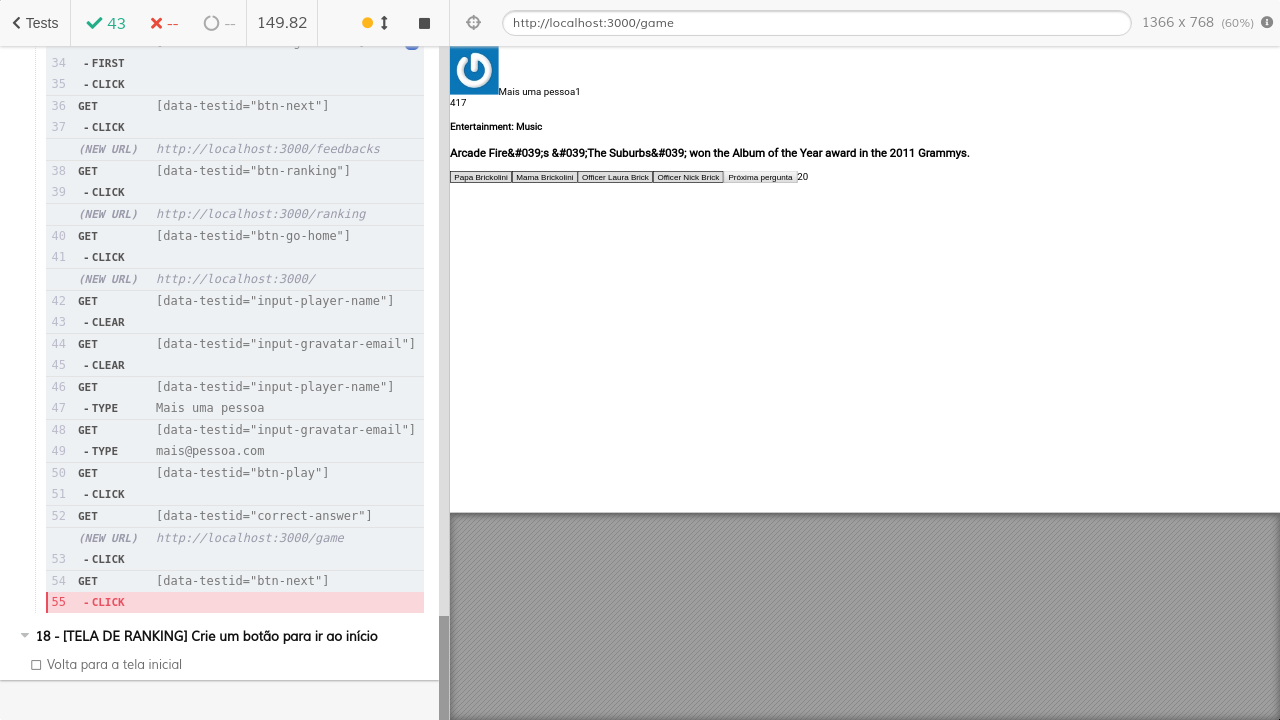 Tests 43 -- -- 149.82 http://localhost:3000/game 1366 x 768 (60%)
34 - FIRST
35 - CLICK
36 GET [data-testid="btn-next"]
37 - CLICK
(NEW URL) http://localhost:3000/feedbacks
38 GET [data-testid="btn-ranking"]
39 - CLICK
(NEW URL) http://localhost:3000/ranking
40 GET [data-testid="btn-go-home"]
41 - CLICK
(NEW URL) http://localhost:3000/
42 GET [data-testid="input-player-name"]
43 - CLEAR
44 GET [data-testid="input-gravatar-email"]
45 - CLEAR
46 GET [data-testid="input-player-name"]
47 - TYPE Mais uma pessoa
48 GET [data-testid="input-gravatar-email"]
49 - TYPE mais@pessoa.com
50 GET [data-testid="btn-play"]
51 - CLICK
52 GET [data-testid="correct-answer"]
(NEW URL) http://localhost:3000/game
53 - CLICK
54 GET [data-testid="btn-next"]
55 - CLICK
18 - [TELA DE RANKING] Crie um botão para ir ao início
Volta para a tela inicial
Mais uma pessoa1
417
Entertainment: Music
Arcade Fire&#039;s &#039;The Suburbs&#039; won the Album of the Year award in the 2011 Grammys.
Papa Brickolini Mama Brickolini Officer Laura Brick Officer Nick Brick Próxima pergunta 20